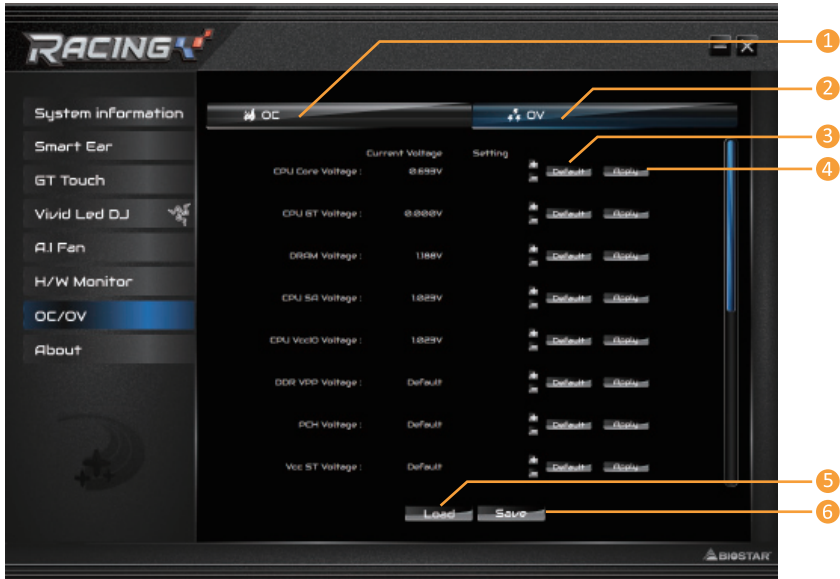 RACING
1
2
System information
OC
OV
Smart Ear
Current Voltage
Setting
3
CPU Core Voltage :
0.693V
Default
Apply
4
GT Touch
Vivid Led DJ
CPU GT Voltage :
0.000V
Default
Apply
A.I Fan
DRAM Voltage :
1.188V
Default
Apply
H/W Monitor
CPU SA Voltage :
1.023V
Default
Apply
OC/OV
CPU VccIO Voltage :
1.023V
Default
Apply
About
DDR VPP Voltage :
Default
Default
Apply
PCH Voltage :
Default
Default
Apply
Vcc ST Voltage :
Default
Default
Apply
5
Load
Save
6
BIOSTAR